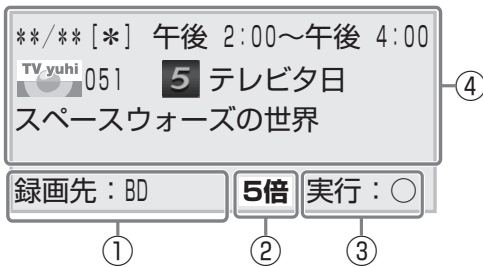 **/**[*] 午後 2:00～午後 4:00
TV yuhi 051 5 テレビタ日
スペースウォーズの世界
④
録画先：BD 5倍 実行：○
① ② ③